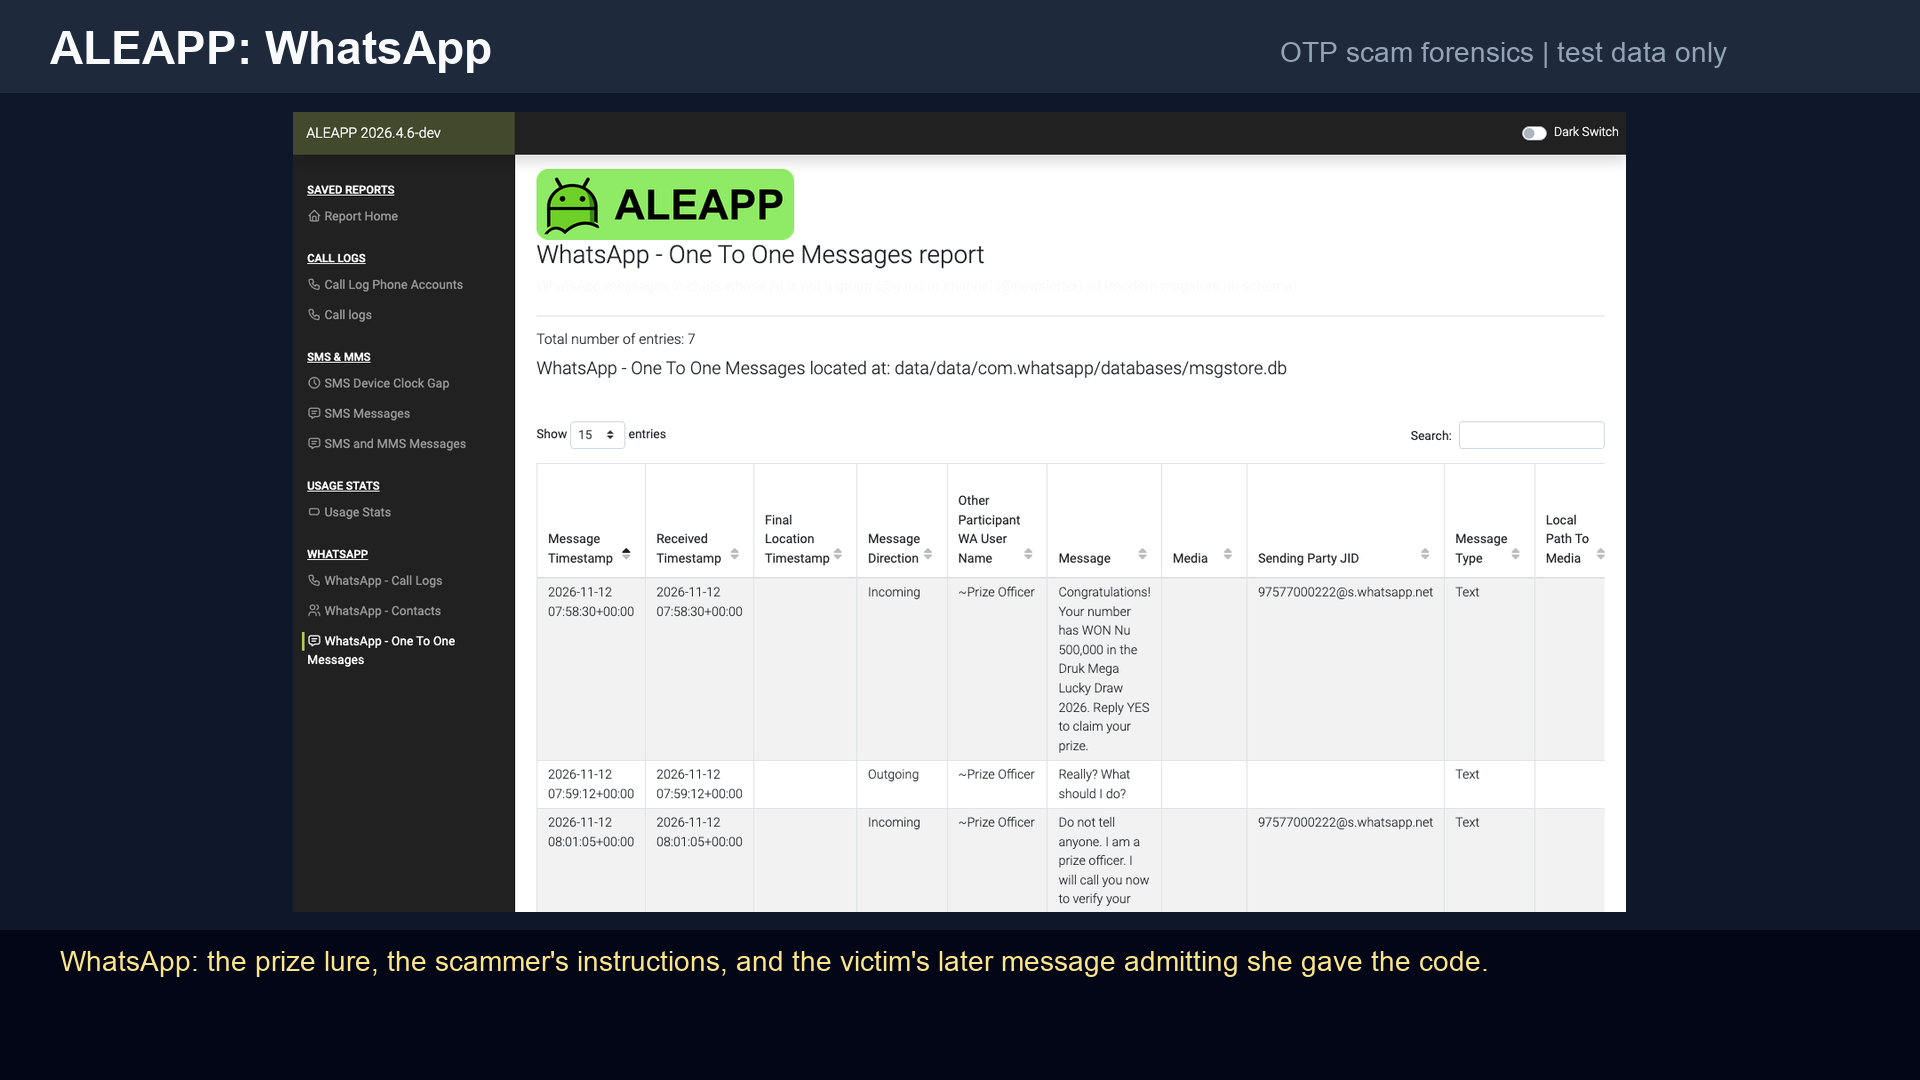 ALEAPP: WhatsApp
OTP scam forensics | test data only
ALEAPP 2026.4.6-dev
Dark Switch
SAVED REPORTS
Report Home
CALL LOGS
Call Log Phone Accounts
Call logs
SMS & MMS
SMS Device Clock Gap
SMS Messages
SMS and MMS Messages
USAGE STATS
Usage Stats
WHATSAPP
WhatsApp - Call Logs
WhatsApp - Contacts
WhatsApp - One To One
Messages
ALEAPP
WhatsApp - One To One Messages report
Total number of entries: 7
WhatsApp - One To One Messages located at: data/data/com.whatsapp/databases/msgstore.db
Show 15 entries
Search:
Message
Timestamp
Received
Timestamp
Final
Location
Timestamp
Message
Direction
Other
Participant
WA User
Name
Message
Media
Sending Party JID
Message
Type
Local
Path To
Media
2026-11-12
07:58:30+00:00
2026-11-12
07:58:30+00:00
Incoming
~Prize Officer
Congratulations!
Your number
has WON Nu
500,000 in the
Druk Mega
Lucky Draw
2026. Reply YES
to claim your
prize.
97577000222@s.whatsapp.net
Text
2026-11-12
07:59:12+00:00
2026-11-12
07:59:12+00:00
Outgoing
~Prize Officer
Really? What
should I do?
Text
2026-11-12
08:01:05+00:00
2026-11-12
08:01:05+00:00
Incoming
~Prize Officer
Do not tell
anyone. I am a
prize officer. I
will call you now
to verify your
97577000222@s.whatsapp.net
Text
WhatsApp: the prize lure, the scammer's instructions, and the victim's later message admitting she gave the code.